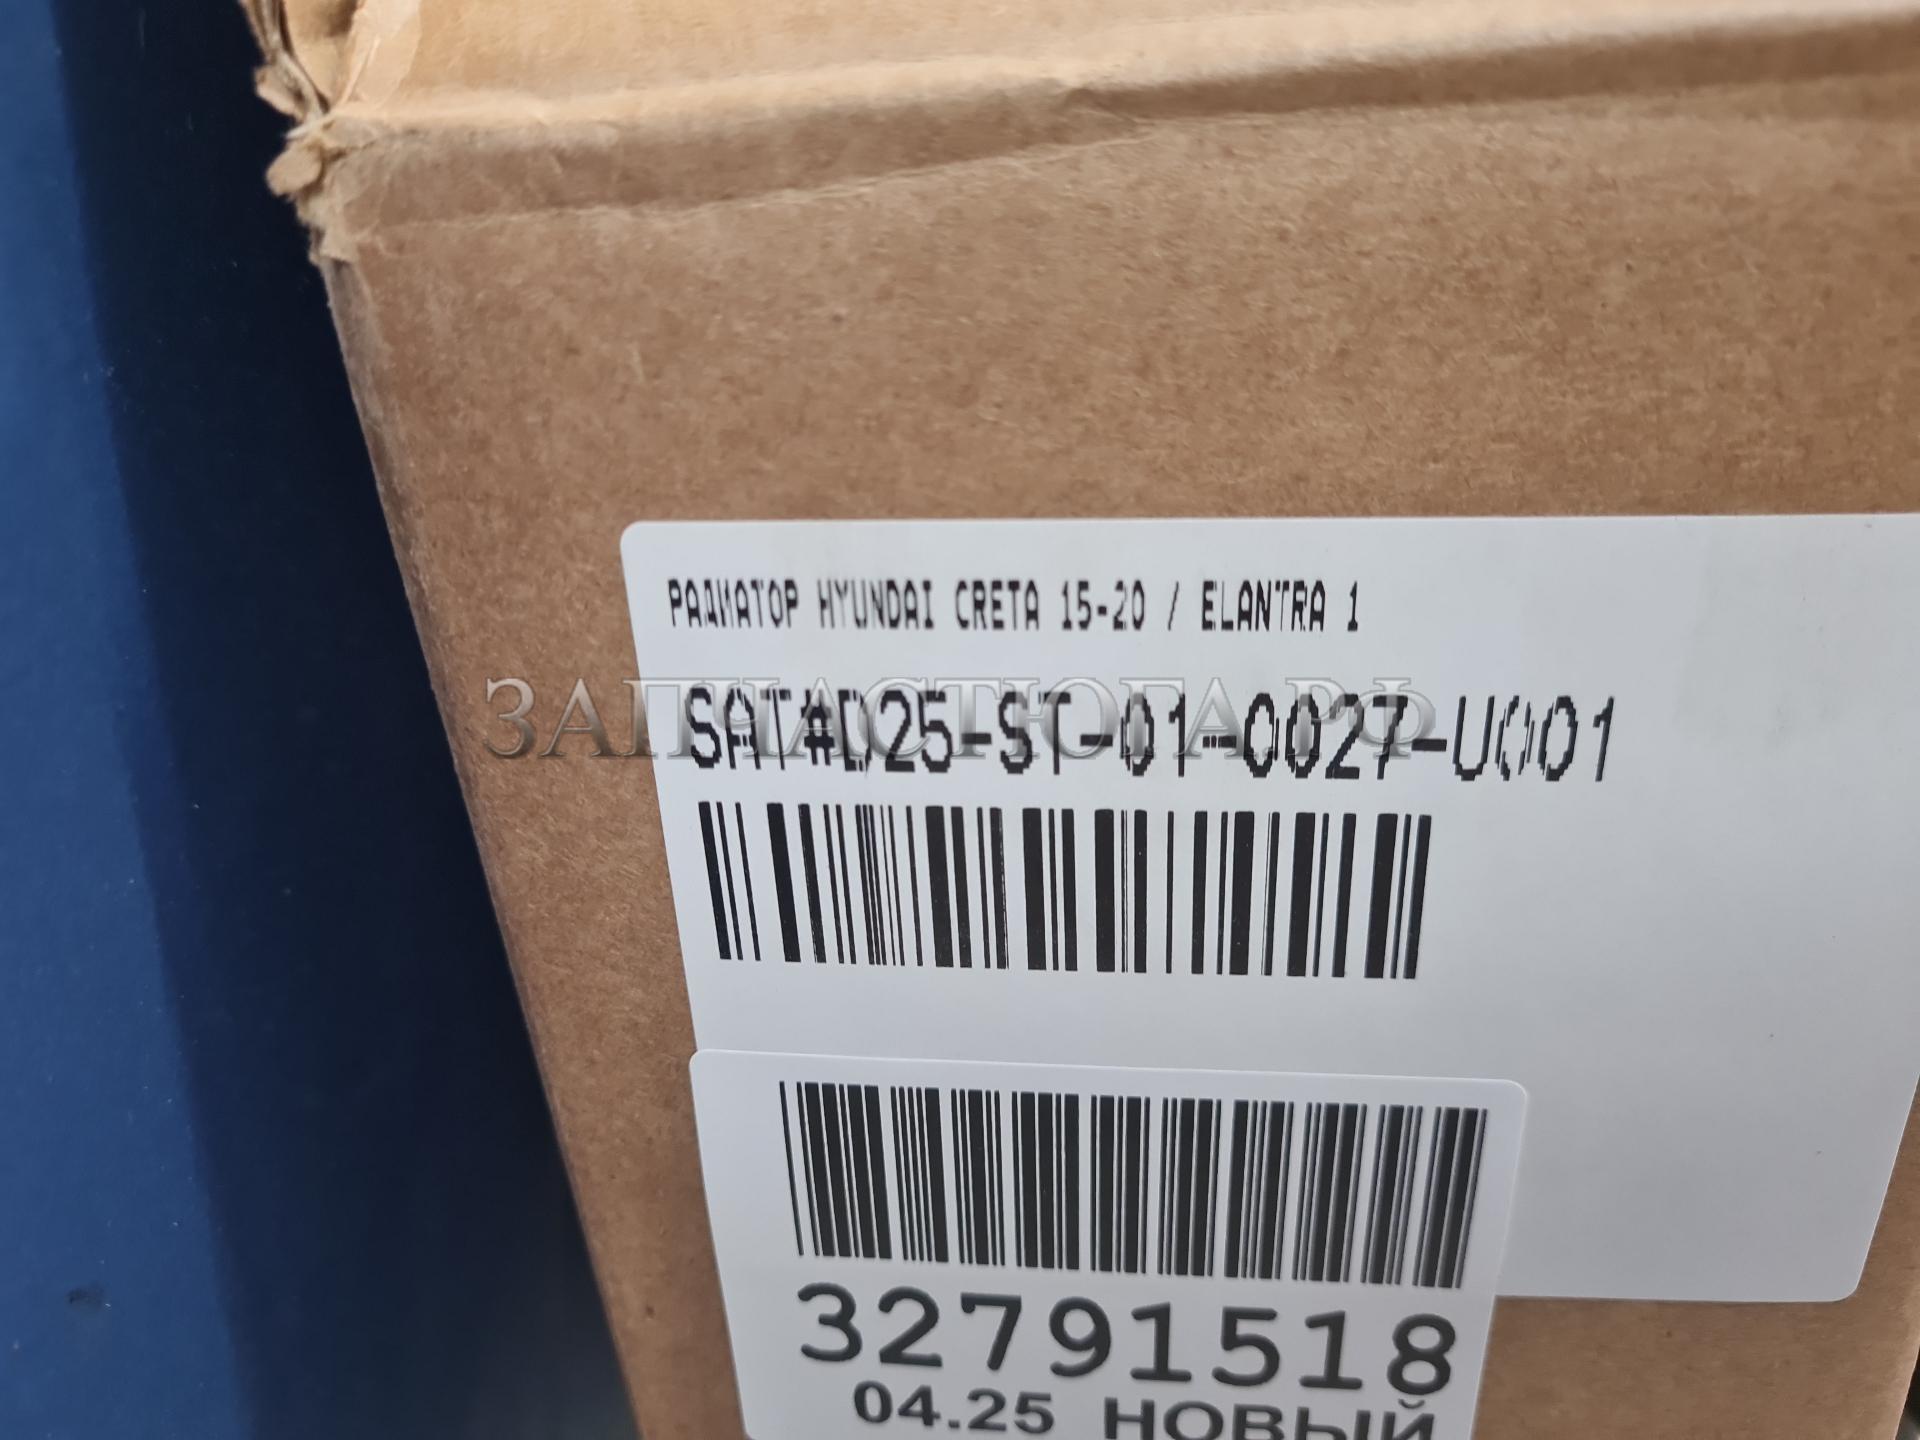 РАДИАТОР HYUNDAI CRETA 15-20 / ELANTRA 1
SAT#D25-ST-01-0027-U001
ЗАПЧАСТЮГА.РФ
32791518
04.25 НОВЫЙ